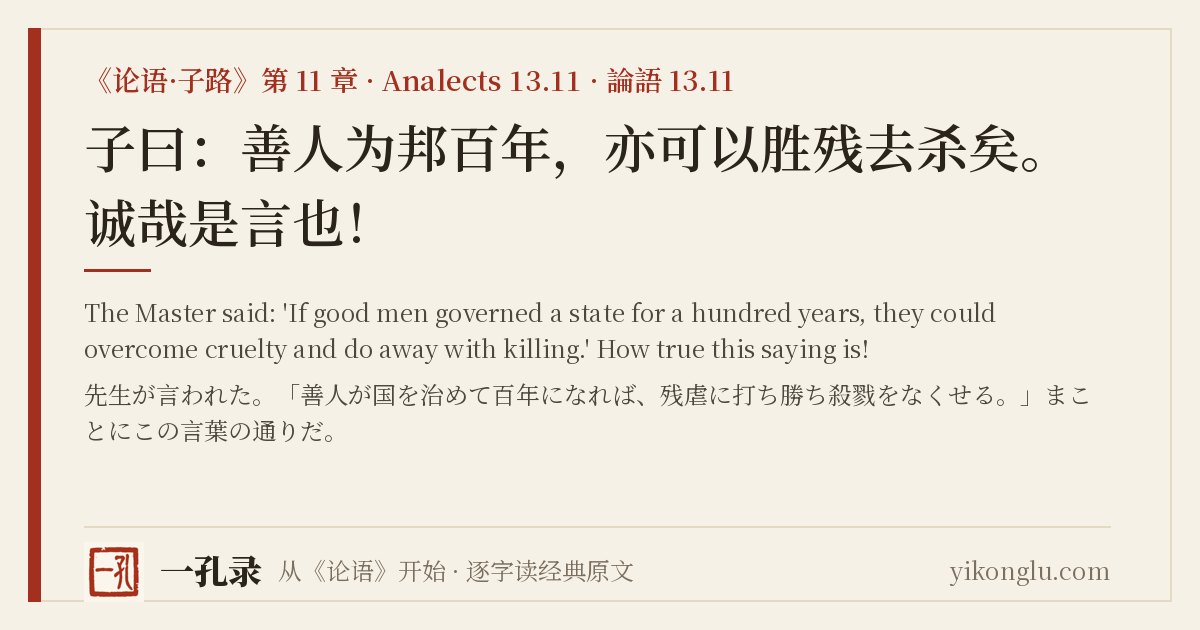 《论语·子路》第 11 章 · Analects 13.11 · 論語 13.11
子曰：善人为邦百年，亦可以胜残去杀矣。
诚哉是言也！
The Master said: 'If good men governed a state for a hundred years, they could
overcome cruelty and do away with killing.' How true this saying is!
先生が言われた。「善人が国を治めて百年になれば、残虐に打ち勝ち殺戮をなくせる。」まこ
とにこの言葉の通りだ。
一孔
一孔录 从《论语》开始 · 逐字读经典原文 yikonglu.com